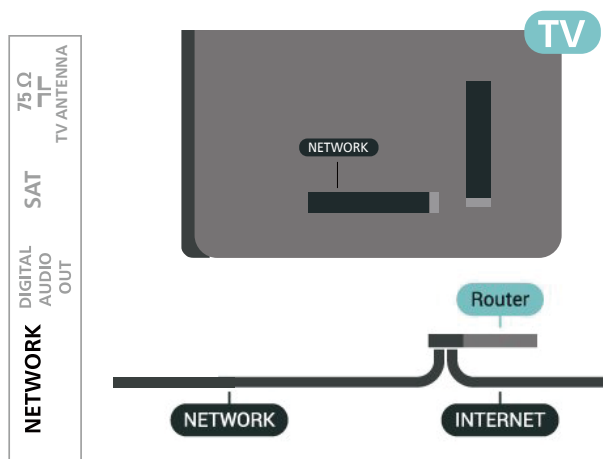 TV
75 Ω
TV ANTENNA
SAT
DIGITAL
AUDIO
OUT
NETWORK
NETWORK
Router
NETWORK
INTERNET